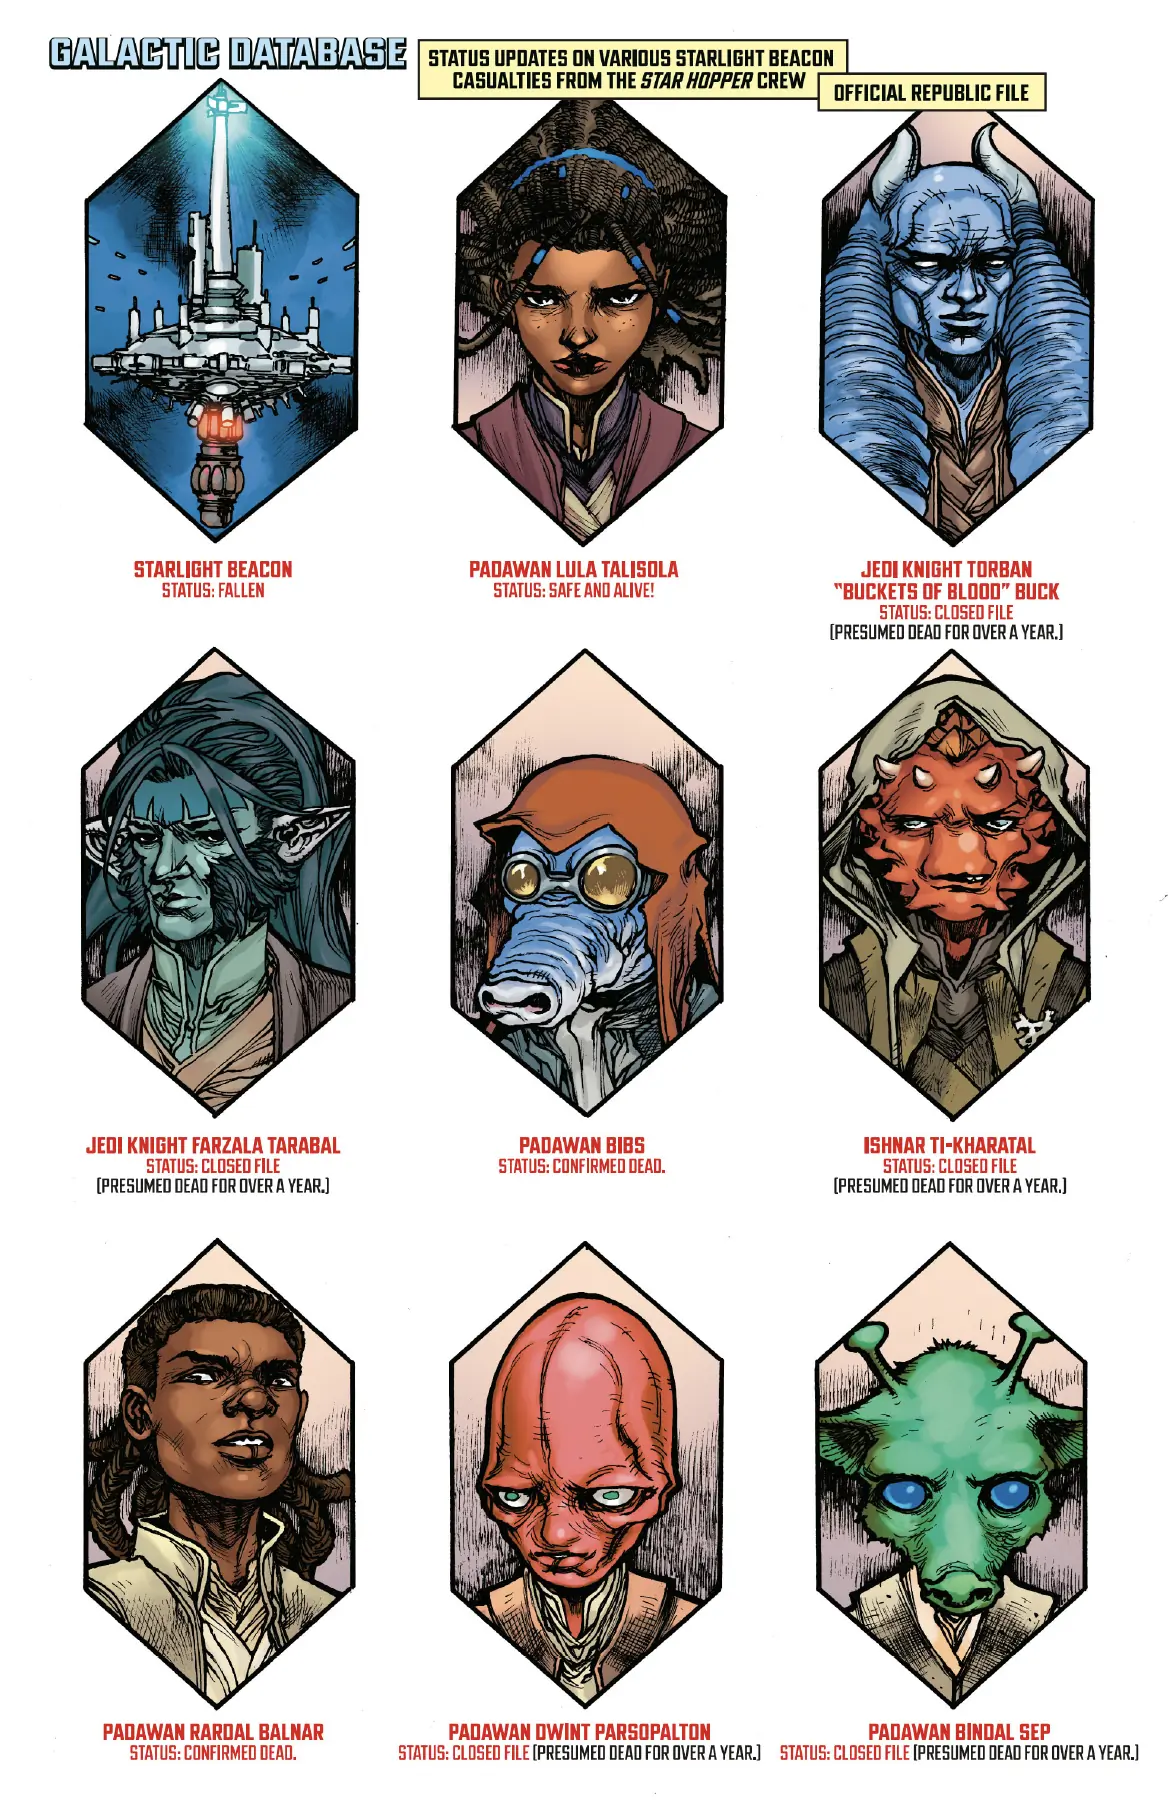 GALACTIC DATABASE
STATUS UPDATES ON VARIOUS STARLIGHT BEACON
CASUALTIES FROM THE STAR HOPPER CREW
OFFICIAL REPUBLIC FILE
STARLIGHT BEACON
STATUS: FALLEN
PADAWAN LULA TALISOLA
STATUS: SAFE AND ALIVE!
JEDI KNIGHT TORBAN
"BUCKETS OF BLOOD" BUCK
STATUS: CLOSED FILE
(PRESUMED DEAD FOR OVER A YEAR.)
JEDI KNIGHT FARZALA TARABAL
STATUS: CLOSED FILE
(PRESUMED DEAD FOR OVER A YEAR.)
PADAWAN BIBS
STATUS: CONFIRMED DEAD.
ISHNAR TI-KHARATAL
STATUS: CLOSED FILE
(PRESUMED DEAD FOR OVER A YEAR.)
PADAWAN RARDAL BALNAR
STATUS: CONFIRMED DEAD.
PADAWAN DWINT PARSOPALTON
STATUS: CLOSED FILE (PRESUMED DEAD FOR OVER A YEAR.)
PADAWAN BINDAL SEP
STATUS: CLOSED FILE (PRESUMED DEAD FOR OVER A YEAR.)